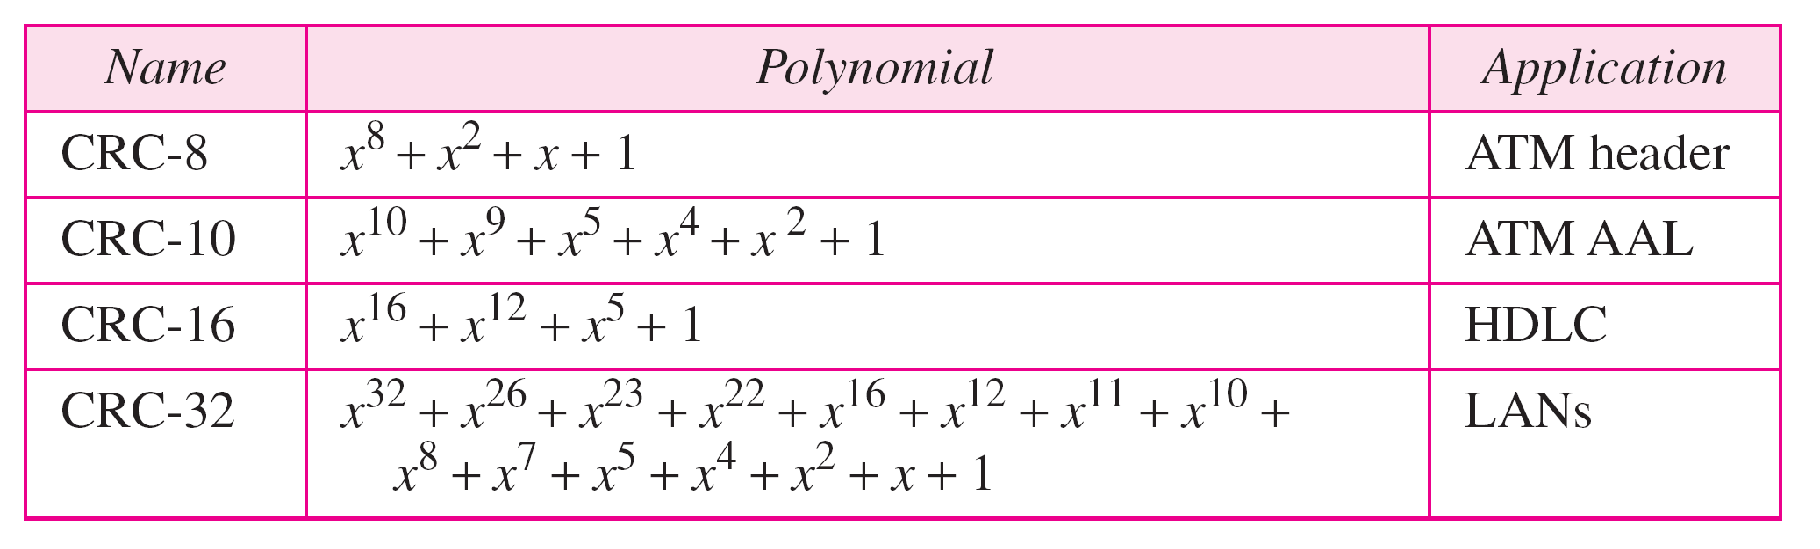 Name Polynomial Application
CRC-8 x⁸ + x² + x + 1 ATM header
CRC-10 x¹⁰ + x⁹ + x⁵ + x⁴ + x² + 1 ATM AAL
CRC-16 x¹⁶ + x¹² + x⁵ + 1 HDLC
CRC-32 x³² + x²⁶ + x²³ + x²² + x¹⁶ + x¹² + x¹¹ + x¹⁰ + LANs
x⁸ + x⁷ + x⁵ + x⁴ + x² + x + 1